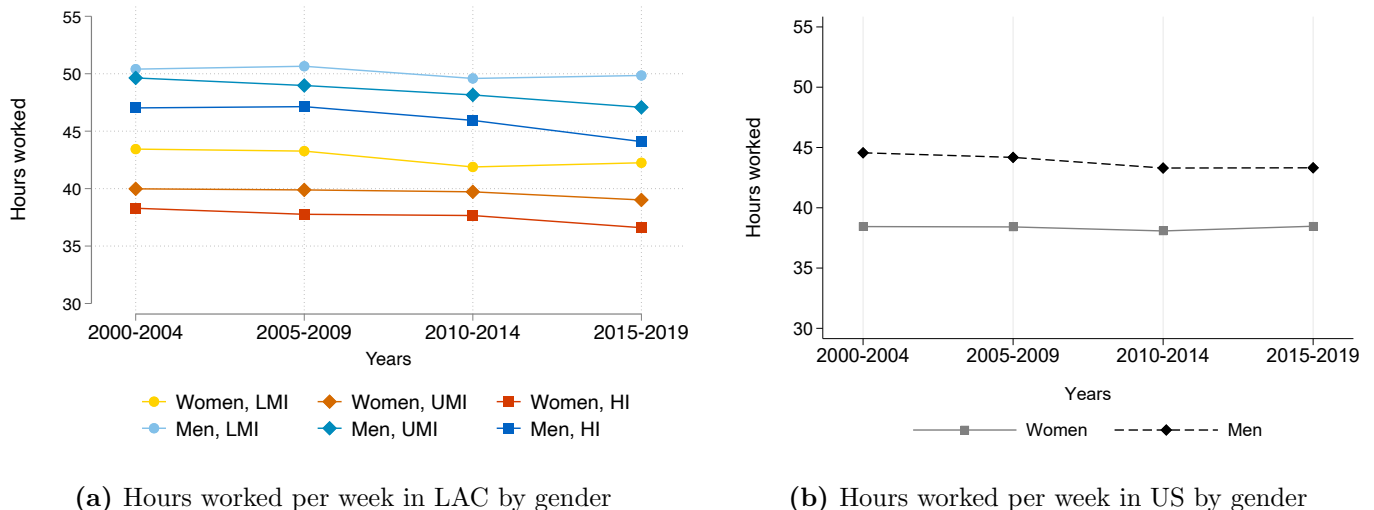 55
50
45
40
35
30
Hours worked
2000-2004 2005-2009 2010-2014 2015-2019
Years
Women, LMI Women, UMI Women, HI
Men, LMI Men, UMI Men, HI
(a) Hours worked per week in LAC by gender
55
50
45
40
35
30
Hours worked
2000-2004 2005-2009 2010-2014 2015-2019
Years
Women Men
(b) Hours worked per week in US by gender